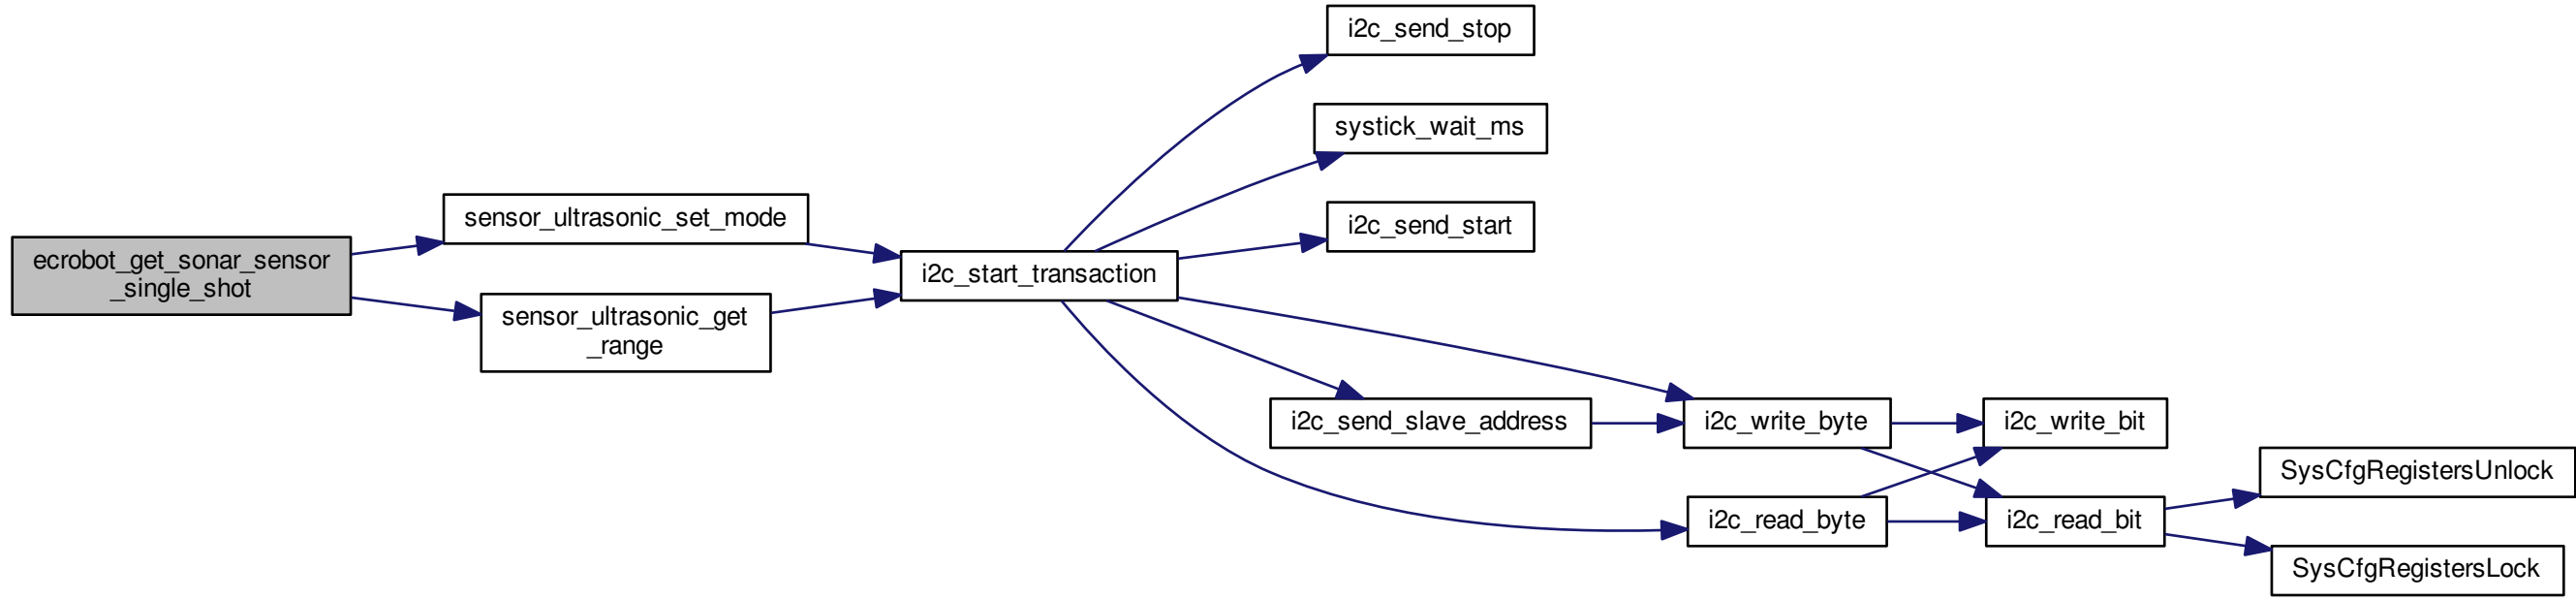 ecrobot_get_sonar_sensor
_single_shot
sensor_ultrasonic_set_mode
sensor_ultrasonic_get
_range
i2c_start_transaction
i2c_send_stop
systick_wait_ms
i2c_send_start
i2c_send_slave_address
i2c_write_byte
i2c_read_byte
i2c_write_bit
i2c_read_bit
SysCfgRegistersUnlock
SysCfgRegistersLock